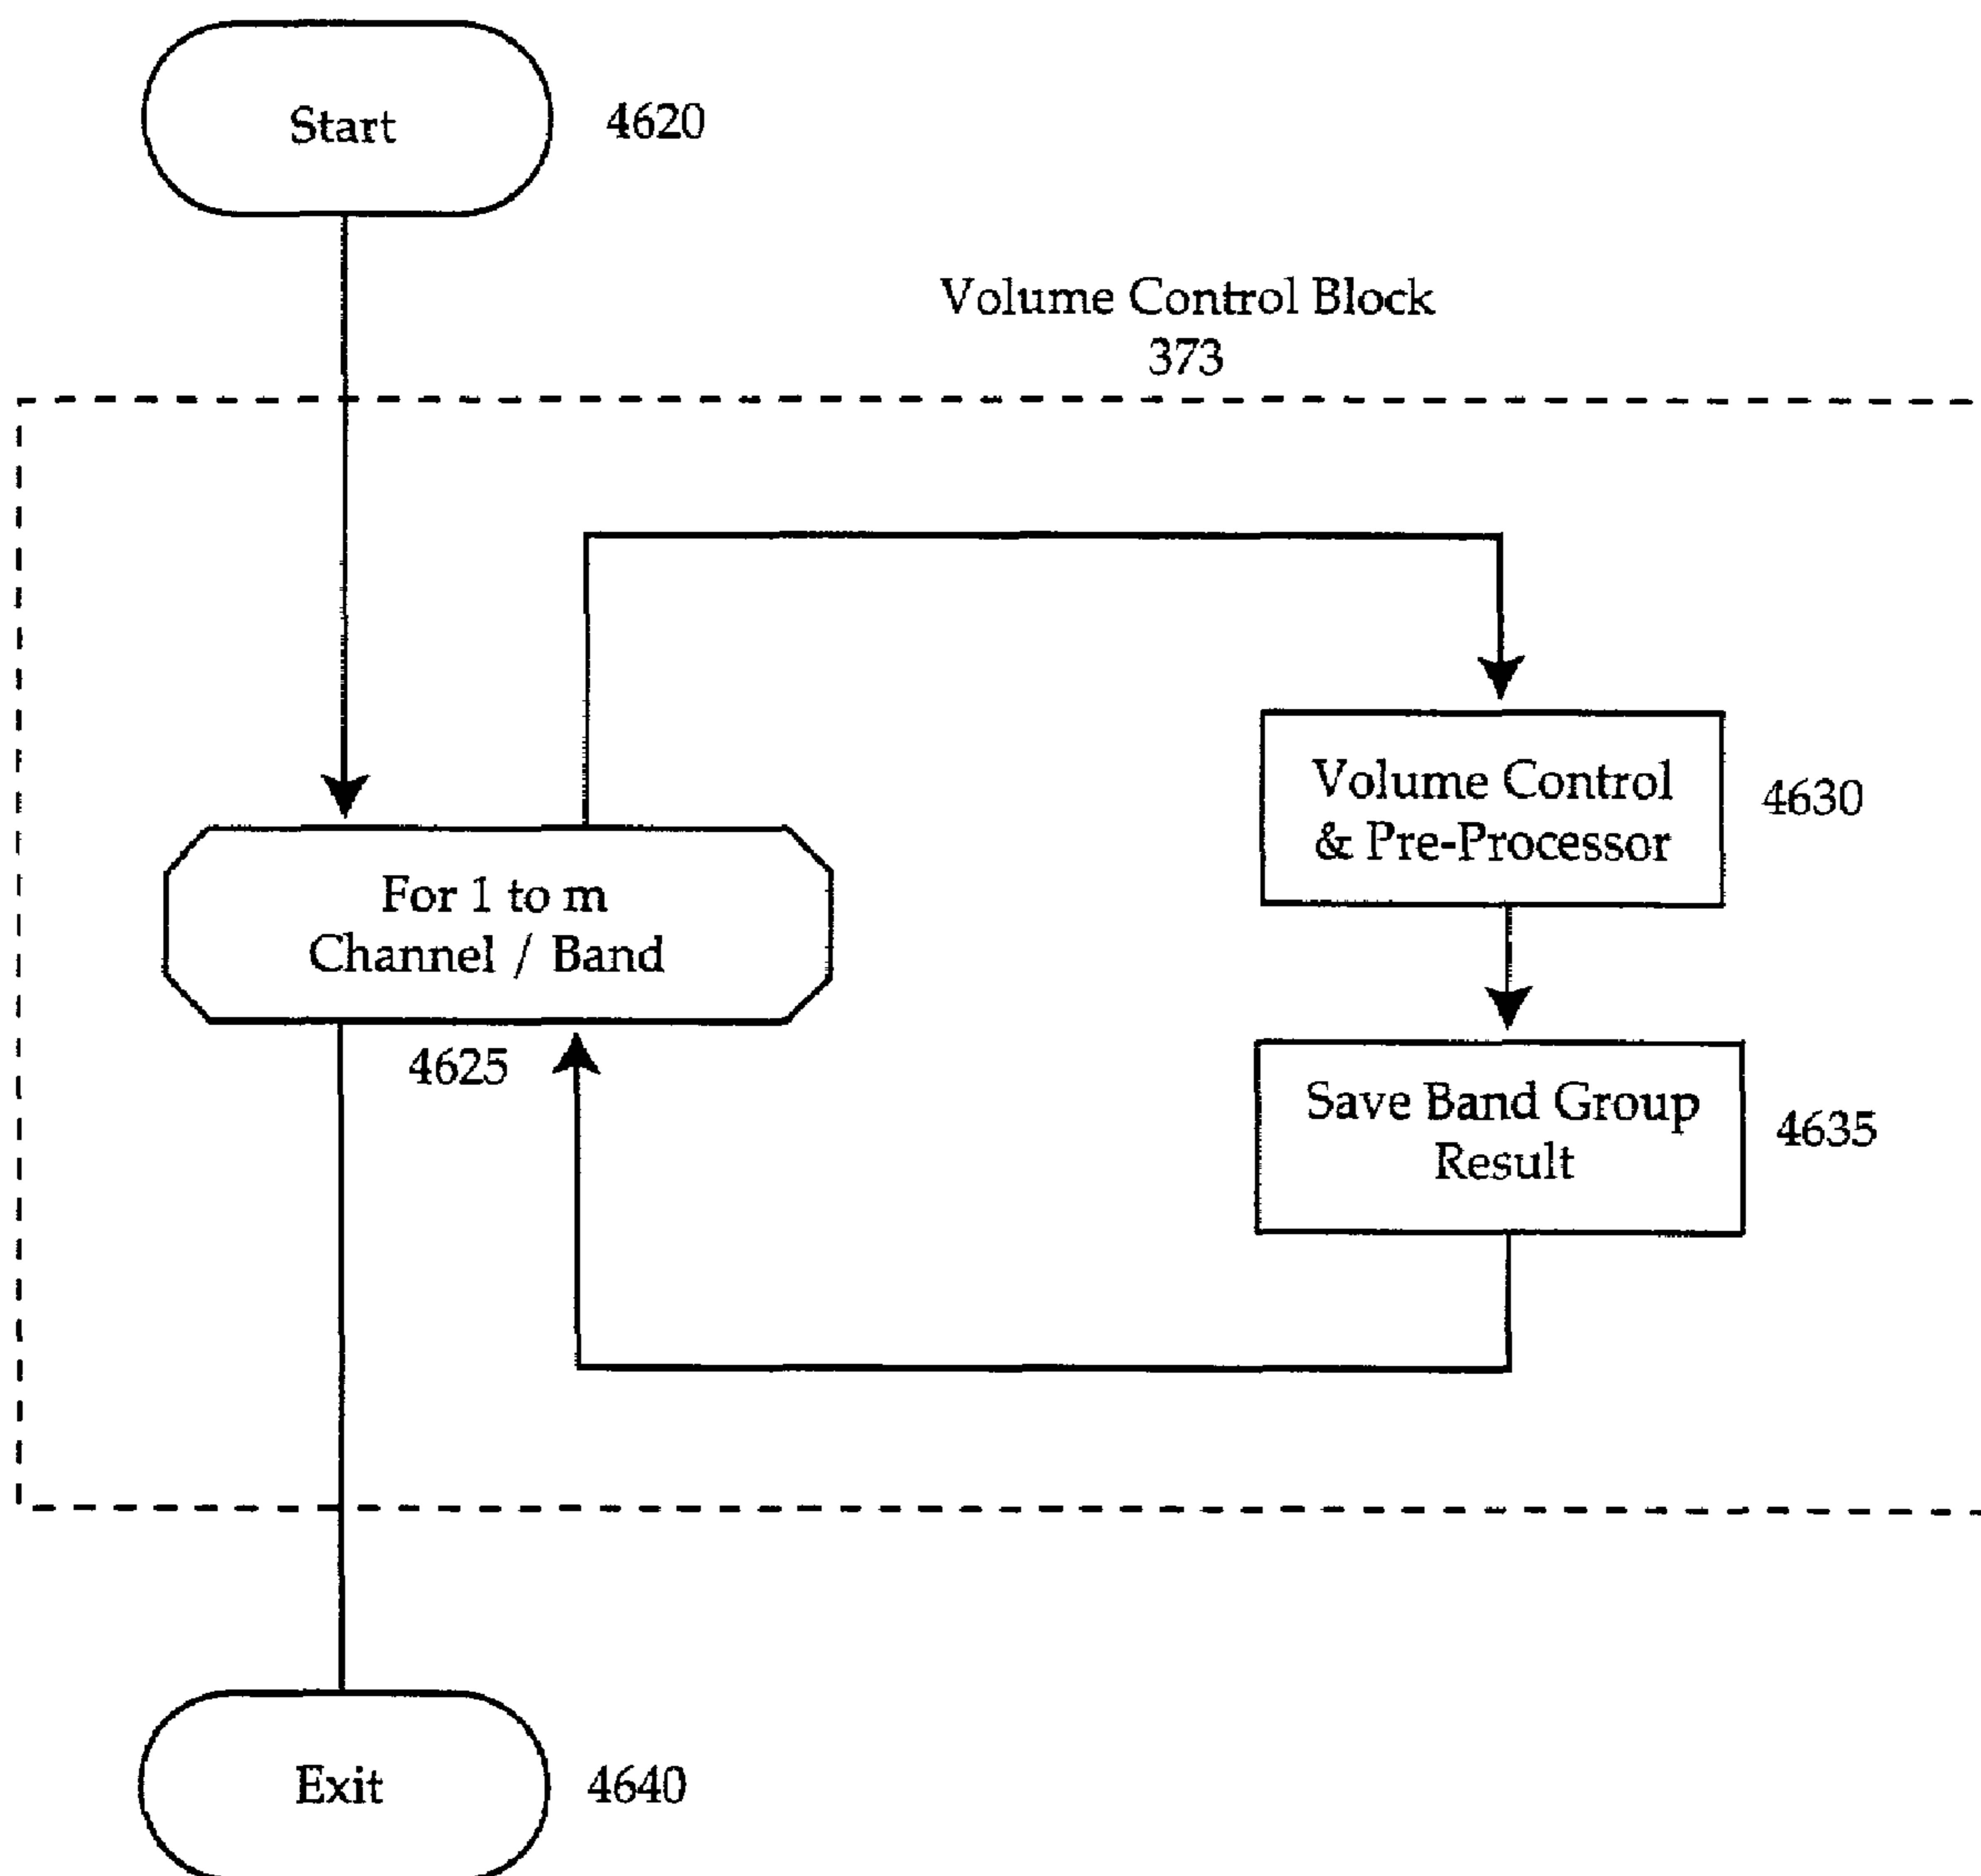 Start
4620
Volume Control Block
373
Volume Control
& Pre-Processor
4630
For 1 to m
Channel / Band
4625
Save Band Group
Result
4635
Exit
4640